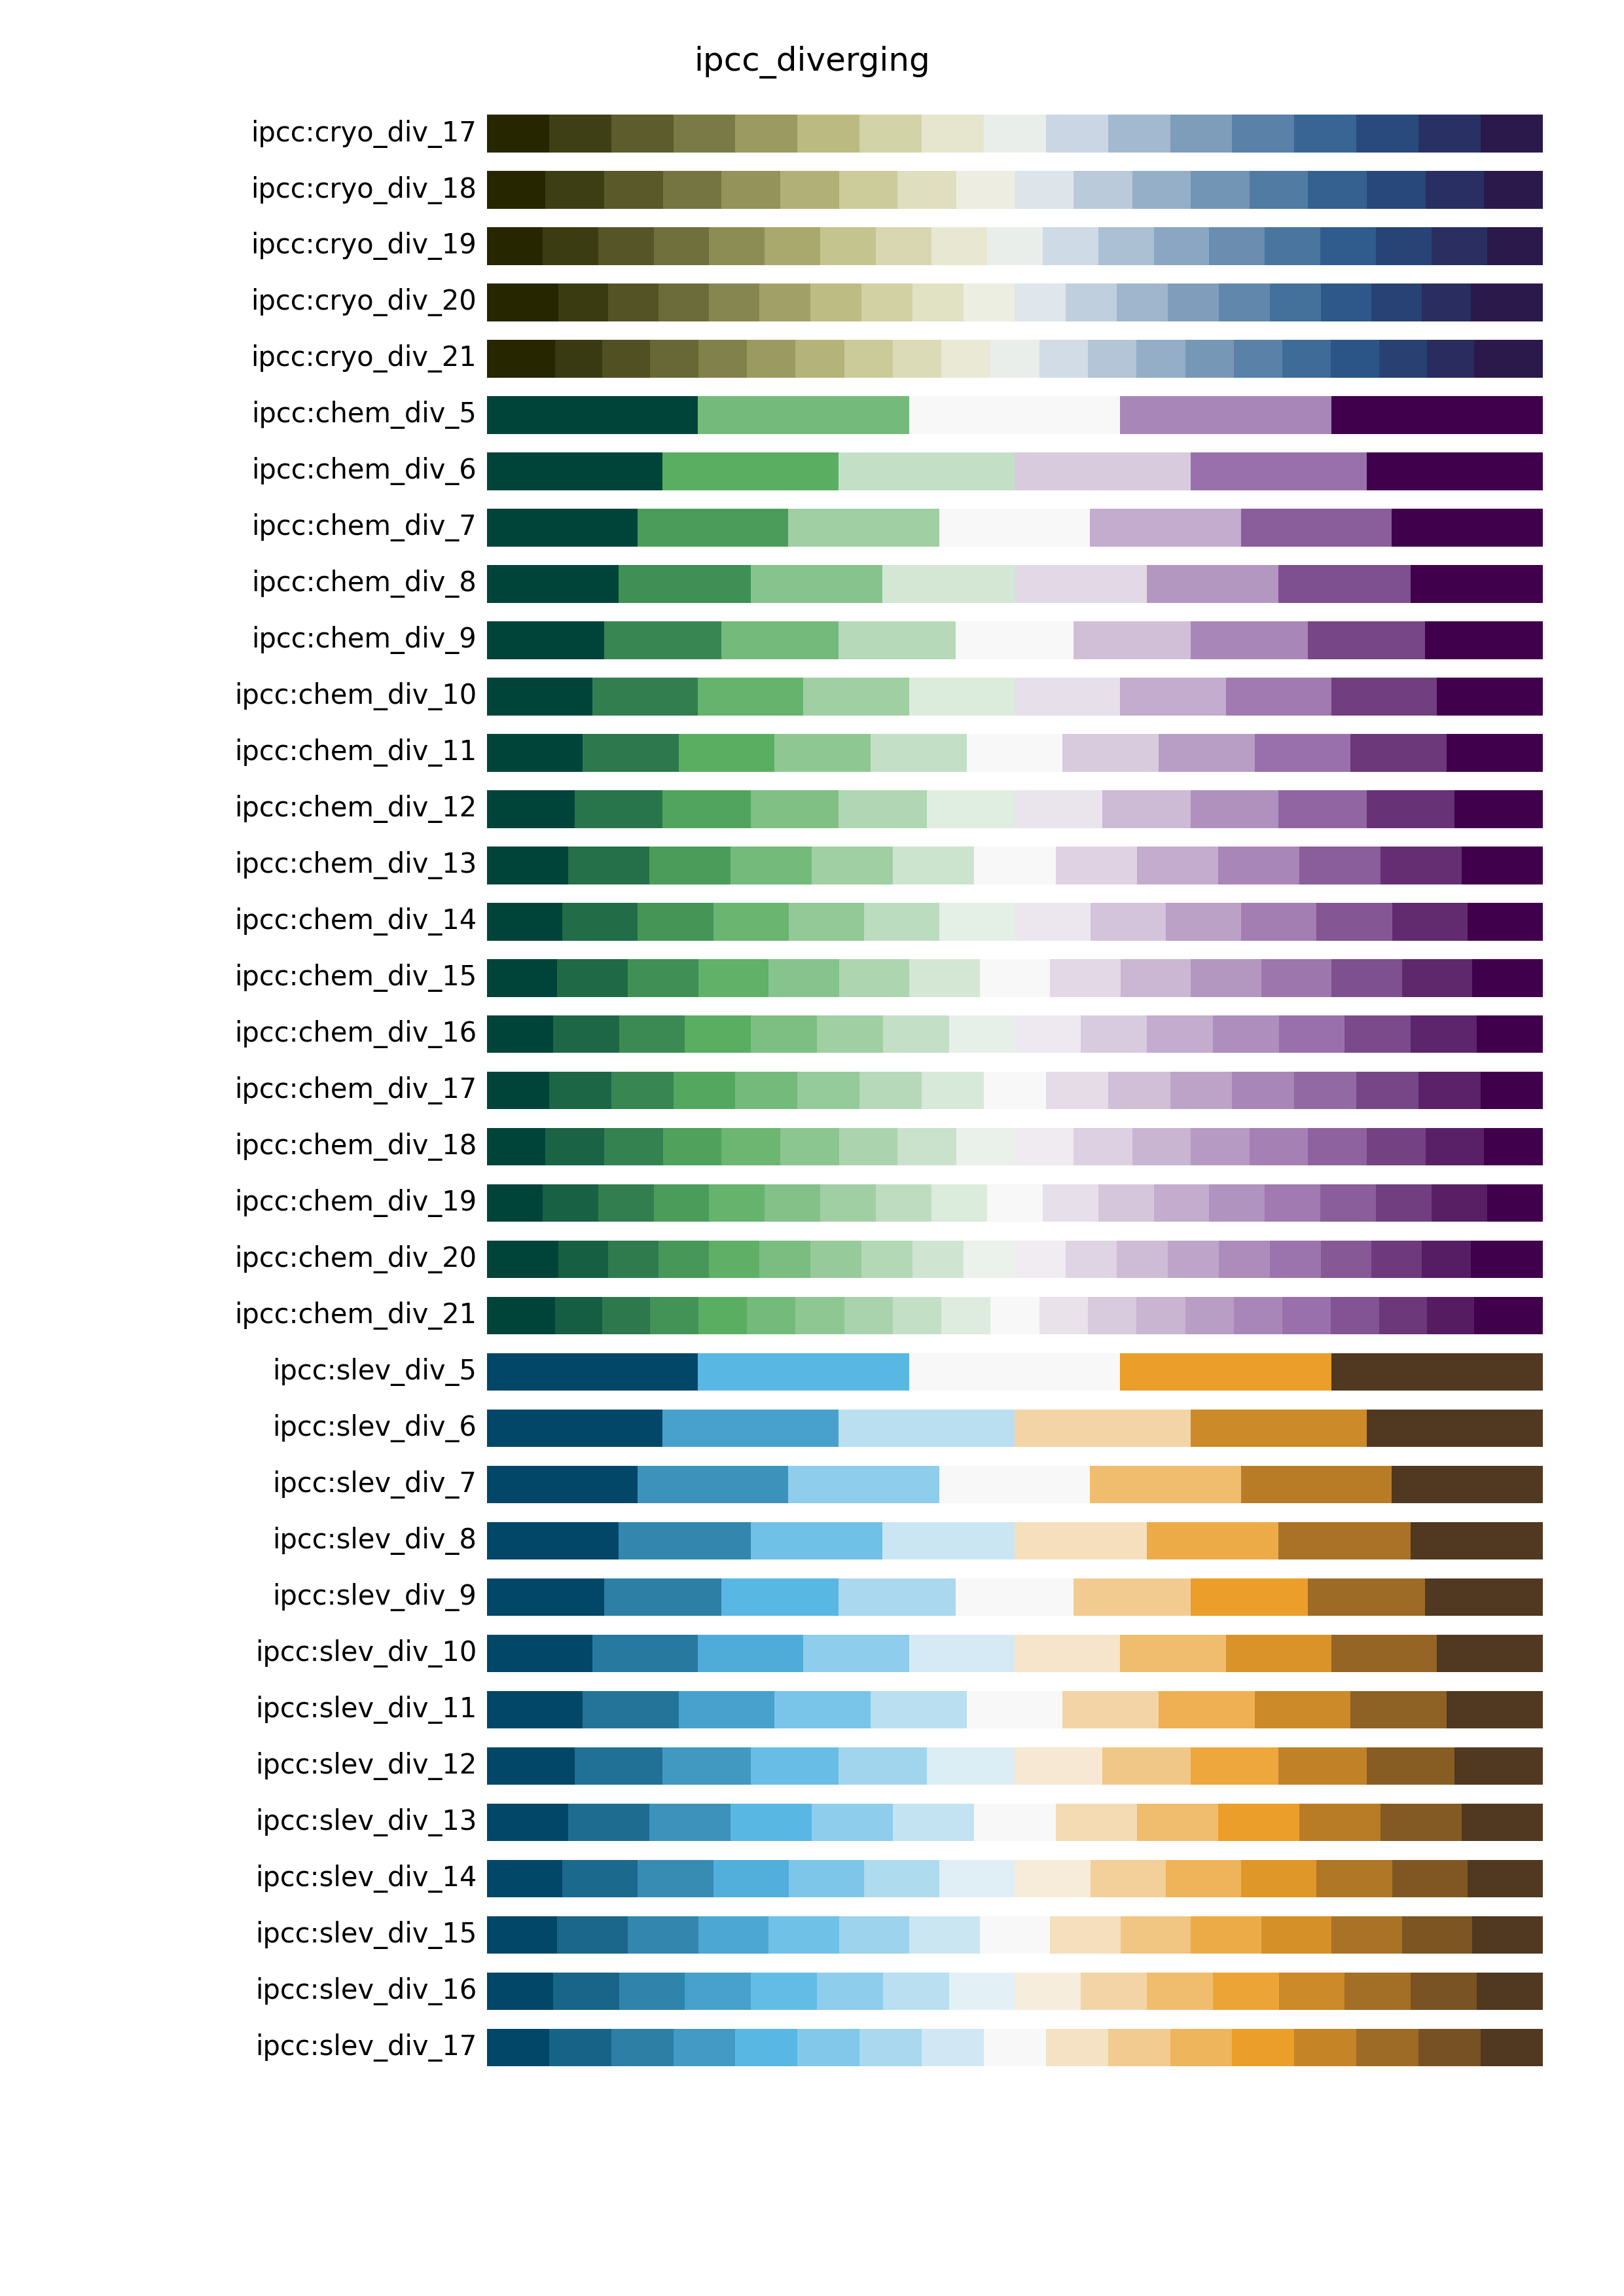 ipcc_diverging
ipcc:cryo_div_17
ipcc:cryo_div_18
ipcc:cryo_div_19
ipcc:cryo_div_20
ipcc:cryo_div_21
ipcc:chem_div_5
ipcc:chem_div_6
ipcc:chem_div_7
ipcc:chem_div_8
ipcc:chem_div_9
ipcc:chem_div_10
ipcc:chem_div_11
ipcc:chem_div_12
ipcc:chem_div_13
ipcc:chem_div_14
ipcc:chem_div_15
ipcc:chem_div_16
ipcc:chem_div_17
ipcc:chem_div_18
ipcc:chem_div_19
ipcc:chem_div_20
ipcc:chem_div_21
ipcc:slev_div_5
ipcc:slev_div_6
ipcc:slev_div_7
ipcc:slev_div_8
ipcc:slev_div_9
ipcc:slev_div_10
ipcc:slev_div_11
ipcc:slev_div_12
ipcc:slev_div_13
ipcc:slev_div_14
ipcc:slev_div_15
ipcc:slev_div_16
ipcc:slev_div_17